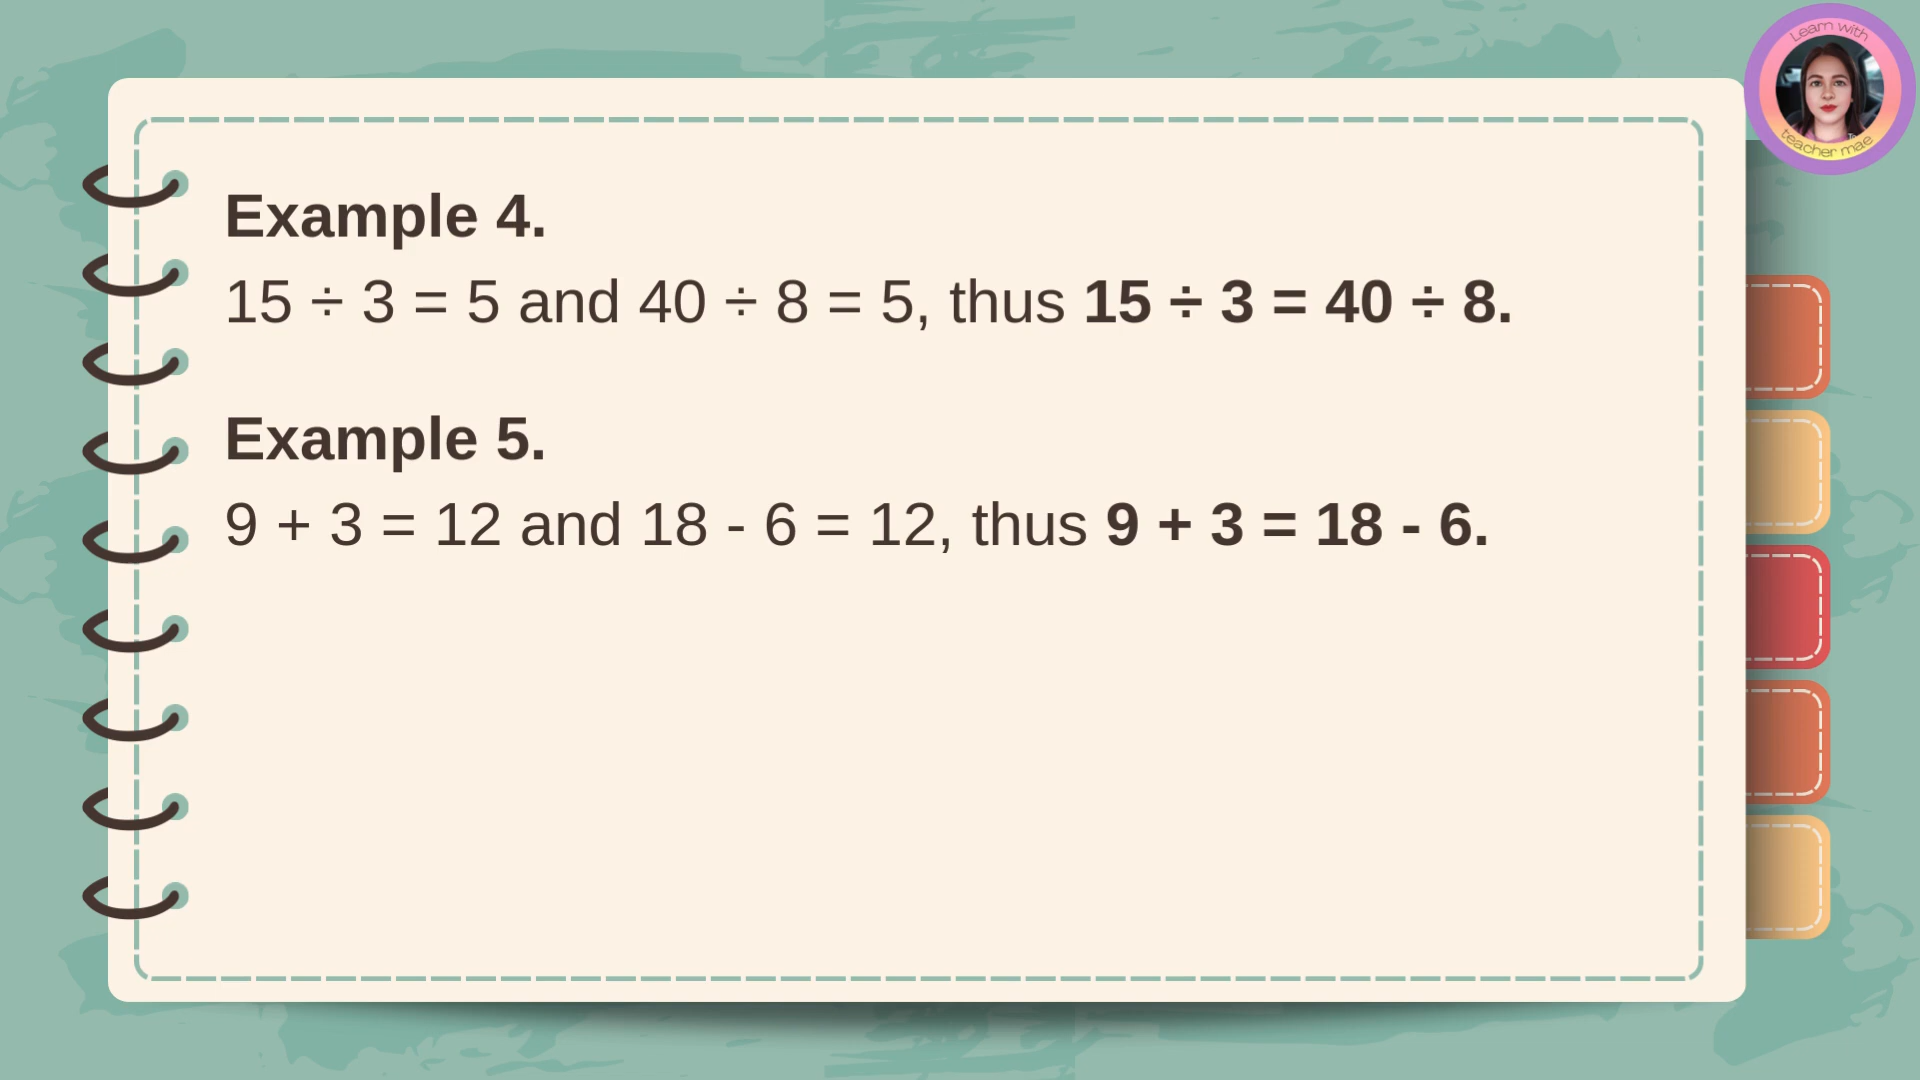 Learn with
teacher mae
Example 4.
15 ÷ 3 = 5 and 40 ÷ 8 = 5, thus 15 ÷ 3 = 40 ÷ 8.
Example 5.
9 + 3 = 12 and 18 - 6 = 12, thus 9 + 3 = 18 - 6.